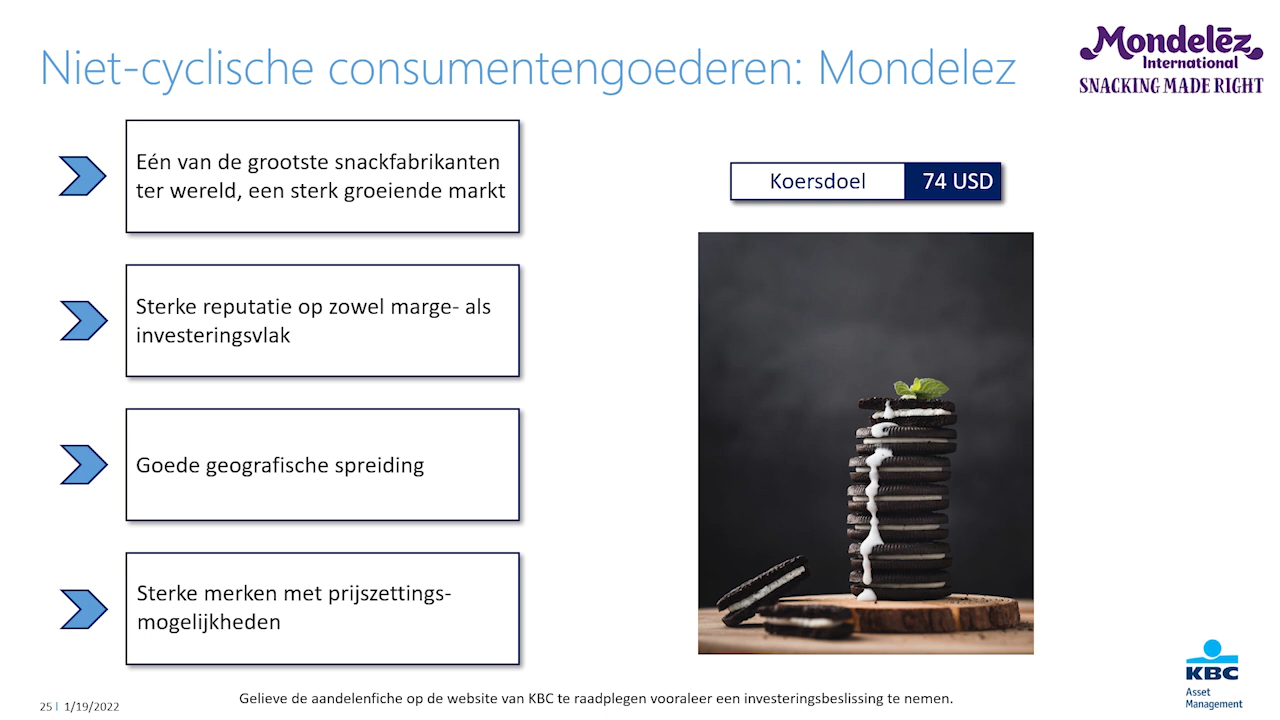 Niet-cyclische consumentengoederen: Mondelez
Mondelēz
International
SNACKING MADE RIGHT
Eén van de grootste snackfabrikanten
ter wereld, een sterk groeiende markt
Koersdoel 74 USD
Sterke reputatie op zowel marge- als
investeringsvlak
Goede geografische spreiding
Sterke merken met prijszettings-
mogelijkheden
KBC
Asset
Management
25 | 1/19/2022
Gelieve de aandelenfiche op de website van KBC te raadplegen vooraleer een investeringsbeslissing te nemen.